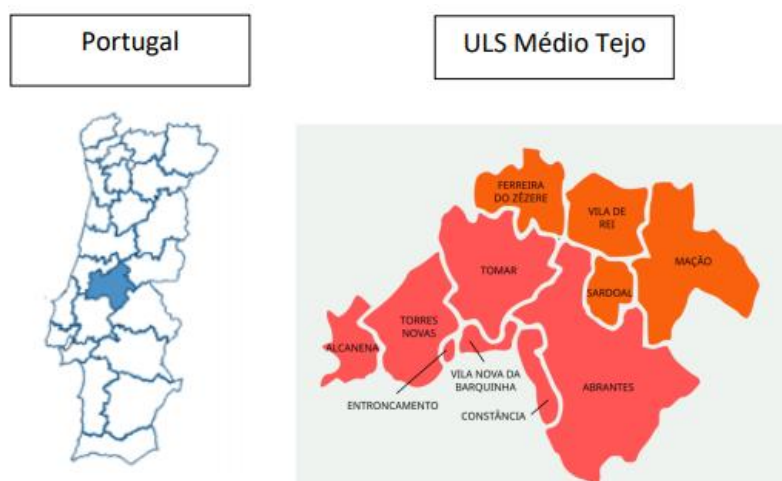 Portugal
ULS Médio Tejo
FERREIRA
DO ZÊZERE
VILA DE
REI
MAÇÃO
TOMAR
SARDOAL
TORRES
NOVAS
ALCANENA
VILA NOVA DA
BARQUINHA
ABRANTES
ENTRONCAMENTO
CONSTÂNCIA